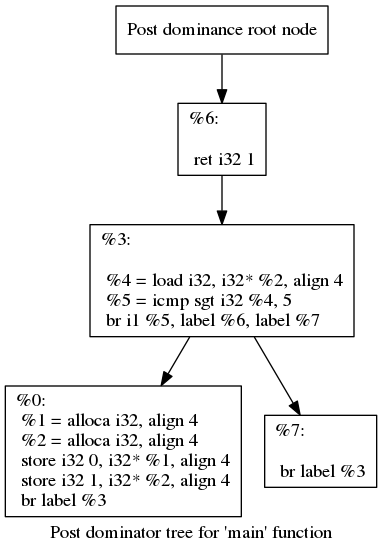 Post dominance root node
%6:
ret i32 1
%3:
%4 = load i32, i32* %2, align 4
%5 = icmp sgt i32 %4, 5
br i1 %5, label %6, label %7
%0:
%1 = alloca i32, align 4
%2 = alloca i32, align 4
store i32 0, i32* %1, align 4
store i32 1, i32* %2, align 4
br label %3
%7:
br label %3
Post dominator tree for 'main' function